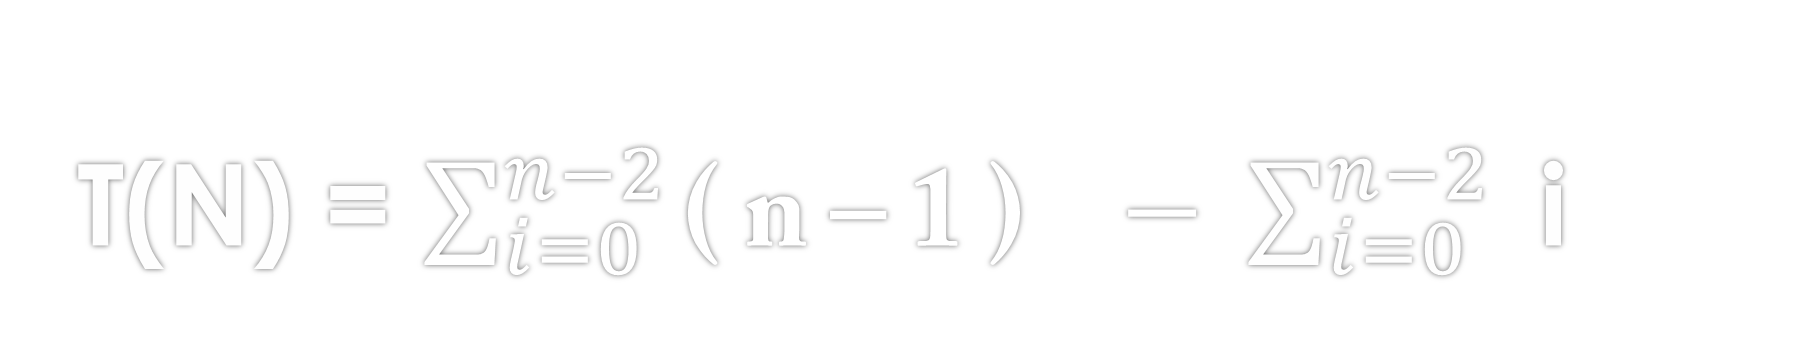 T(N) = ∑_{i=0}^{n−2} (n−1) − ∑_{i=0}^{n−2} i